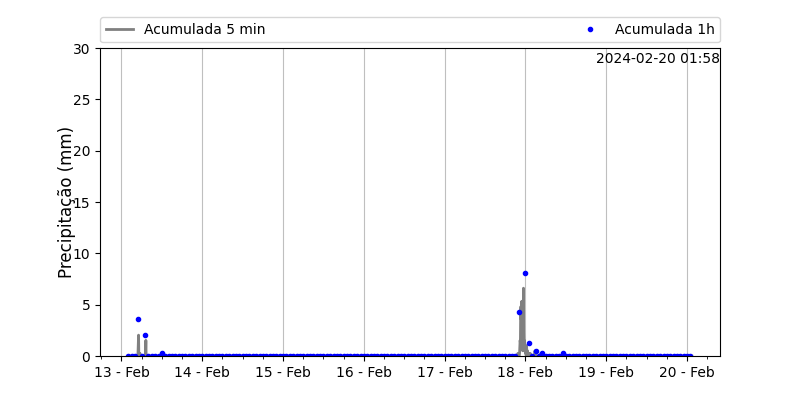 Acumulada 5 min
Acumulada 1h
2024-02-20 01:58
Precipitação (mm)
30
25
20
15
10
5
0
13 - Feb
14 - Feb
15 - Feb
16 - Feb
17 - Feb
18 - Feb
19 - Feb
20 - Feb